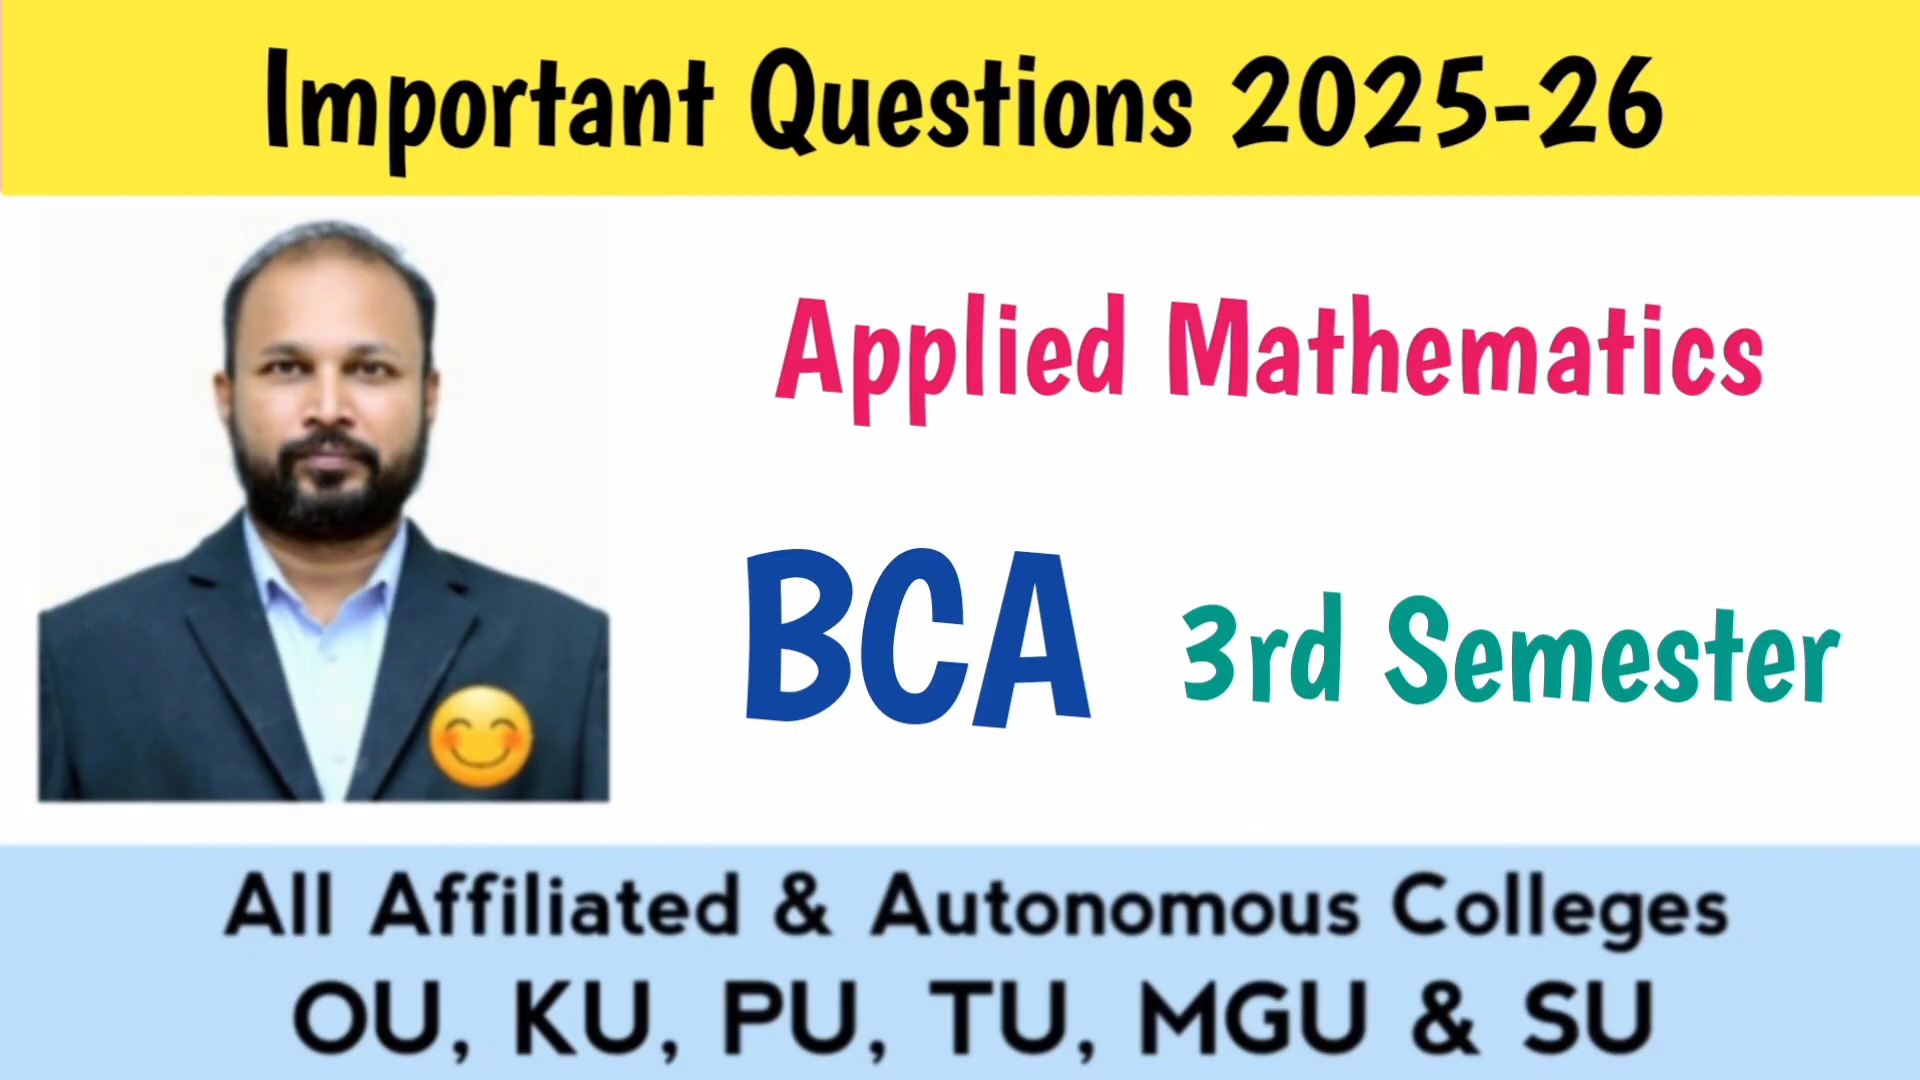 Important Questions 2025-26
Applied Mathematics
BCA 3rd Semester
All Affiliated & Autonomous Colleges
OU, KU, PU, TU, MGU & SU